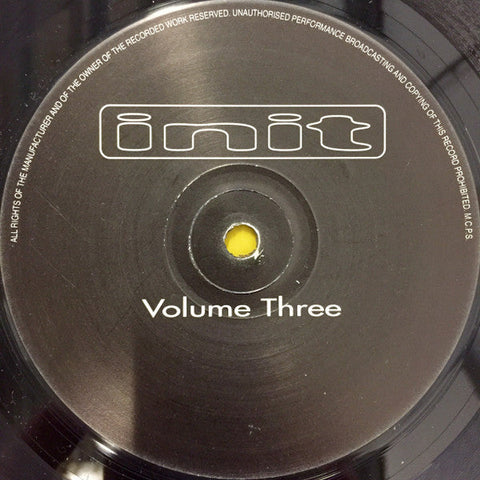 ALL RIGHTS OF THE MANUFACTURER AND OF THE OWNER OF THE RECORDED WORK RESERVED. UNAUTHORISED PERFORMANCE BROADCASTING AND COPYING OF THIS RECORD PROHIBITED. M.C.P.S.
init
Volume Three